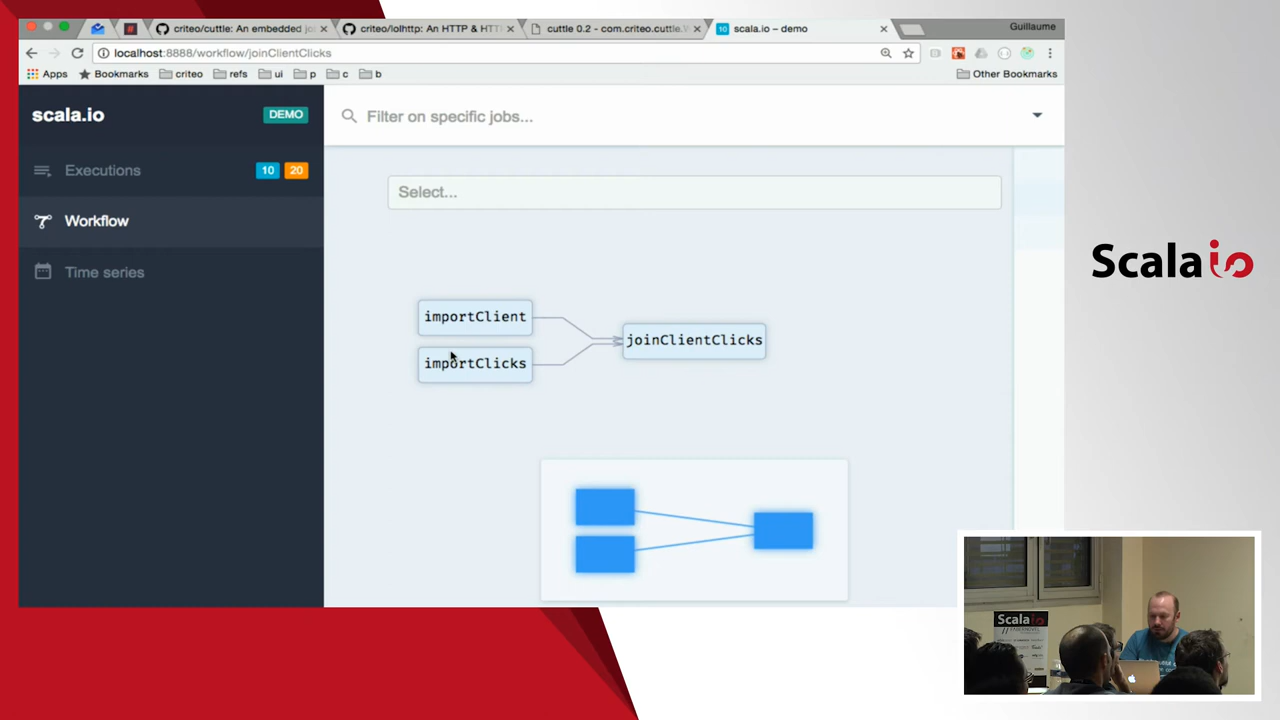 Guillaume
criteo/cuttle: An embedded jo
criteo/lolhttp: An HTTP & HTT
cuttle 0.2 - com.criteo.cuttle.
scala.io – demo
localhost:8888/workflow/joinClientClicks
Apps
Bookmarks
criteo
refs
ui
p
c
b
Other Bookmarks
scala.io
DEMO
Filter on specific jobs...
Executions
10
20
Workflow
Time series
Select...
importClient
importClicks
joinClientClicks
Scala.io
Scala